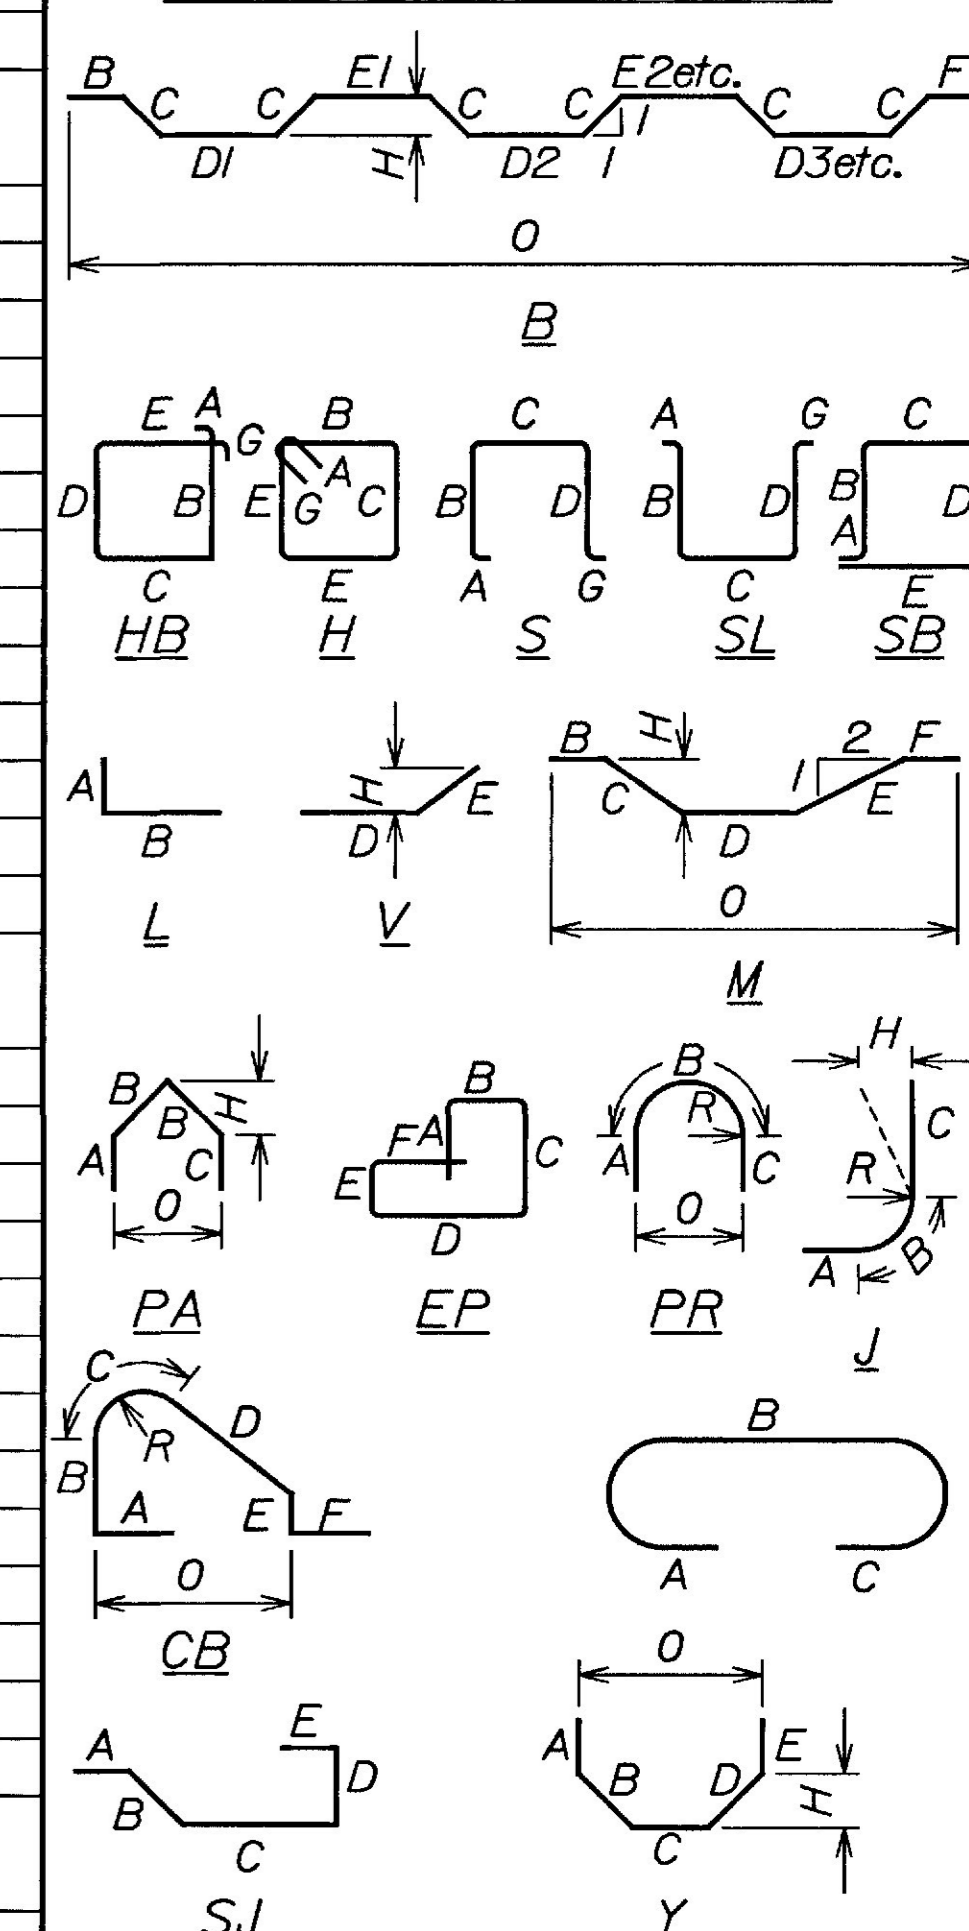 B C C E1 C C E2etc. C C F
D1 H D2 1 1 D3etc.
O
B
E A G B C A G C
D B E G A C B D B D B A D
C E A G C E
HB H S SL SB
A H E B H C 1 2 E F
B D D
L V O
M
B B H B B R H C
A C F A C A C R
O E D O A B
PA EP PR J
C R D B
B A E F
O A C
CB O
A E D A B D E H
B C C
SJ Y